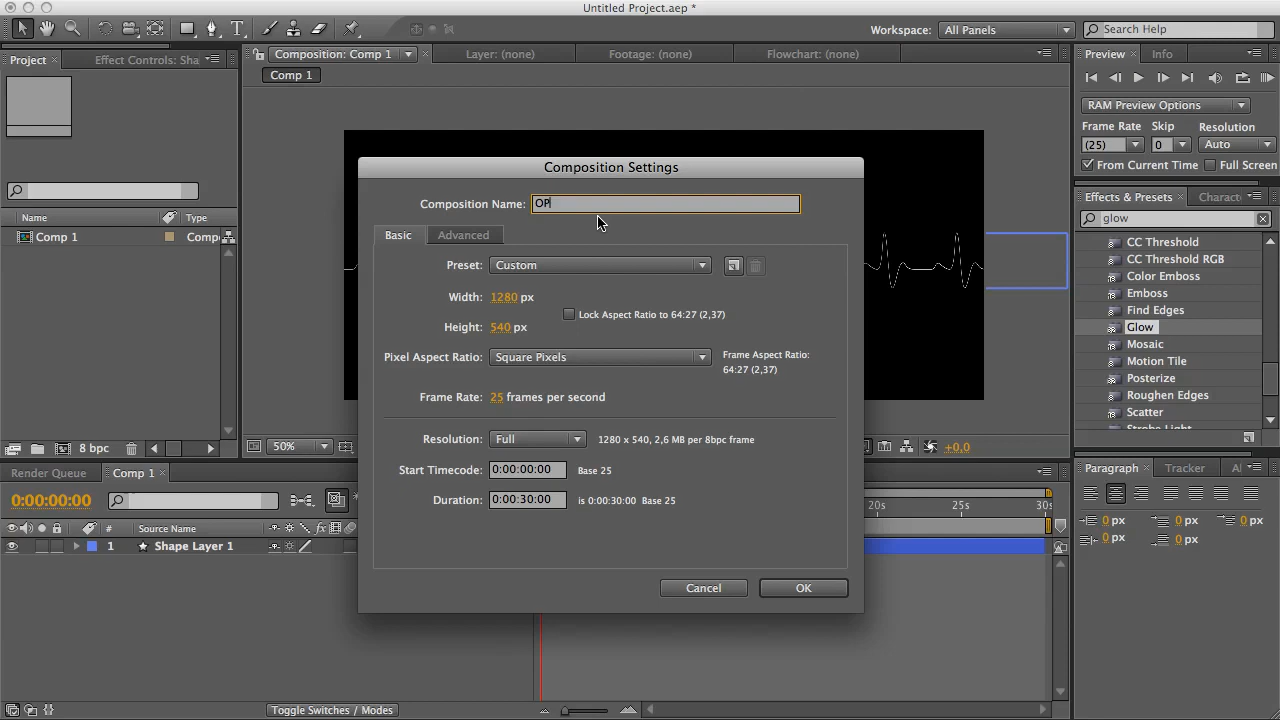 Untitled Project.aep *
Workspace: All Panels Search Help
Project × Effect Controls: Sha
Composition: Comp 1 × Layer: (none) Footage: (none) Flowchart: (none)
Preview × Info
Comp 1
RAM Preview Options
Frame Rate Skip Resolution
(25) 0 Auto
From Current Time Full Screen
Name Type
Comp 1 Comp
Effects & Presets × Charact
glow
CC Threshold
CC Threshold RGB
Color Emboss
Emboss
Find Edges
Glow
Mosaic
Motion Tile
Posterize
Roughen Edges
Scatter
Strobe Light
Composition Settings
Composition Name: OP
Basic Advanced
Preset: Custom
Width: 1280 px
Lock Aspect Ratio to 64:27 (2,37)
Height: 540 px
Pixel Aspect Ratio: Square Pixels Frame Aspect Ratio:
64:27 (2,37)
Frame Rate: 25 frames per second
Resolution: Full 1280 x 540, 2,6 MB per 8bpc frame
Start Timecode: 0:00:00:00 Base 25
Duration: 0:00:30:00 is 0:00:30:00 Base 25
Cancel OK
8 bpc 50% +0,0
Render Queue Comp 1 ×
Paragraph × Tracker Al
0:00:00:00
20s 25s 30s
# Source Name
1 Shape Layer 1
0 px 0 px 0 px
0 px 0 px
Toggle Switches / Modes